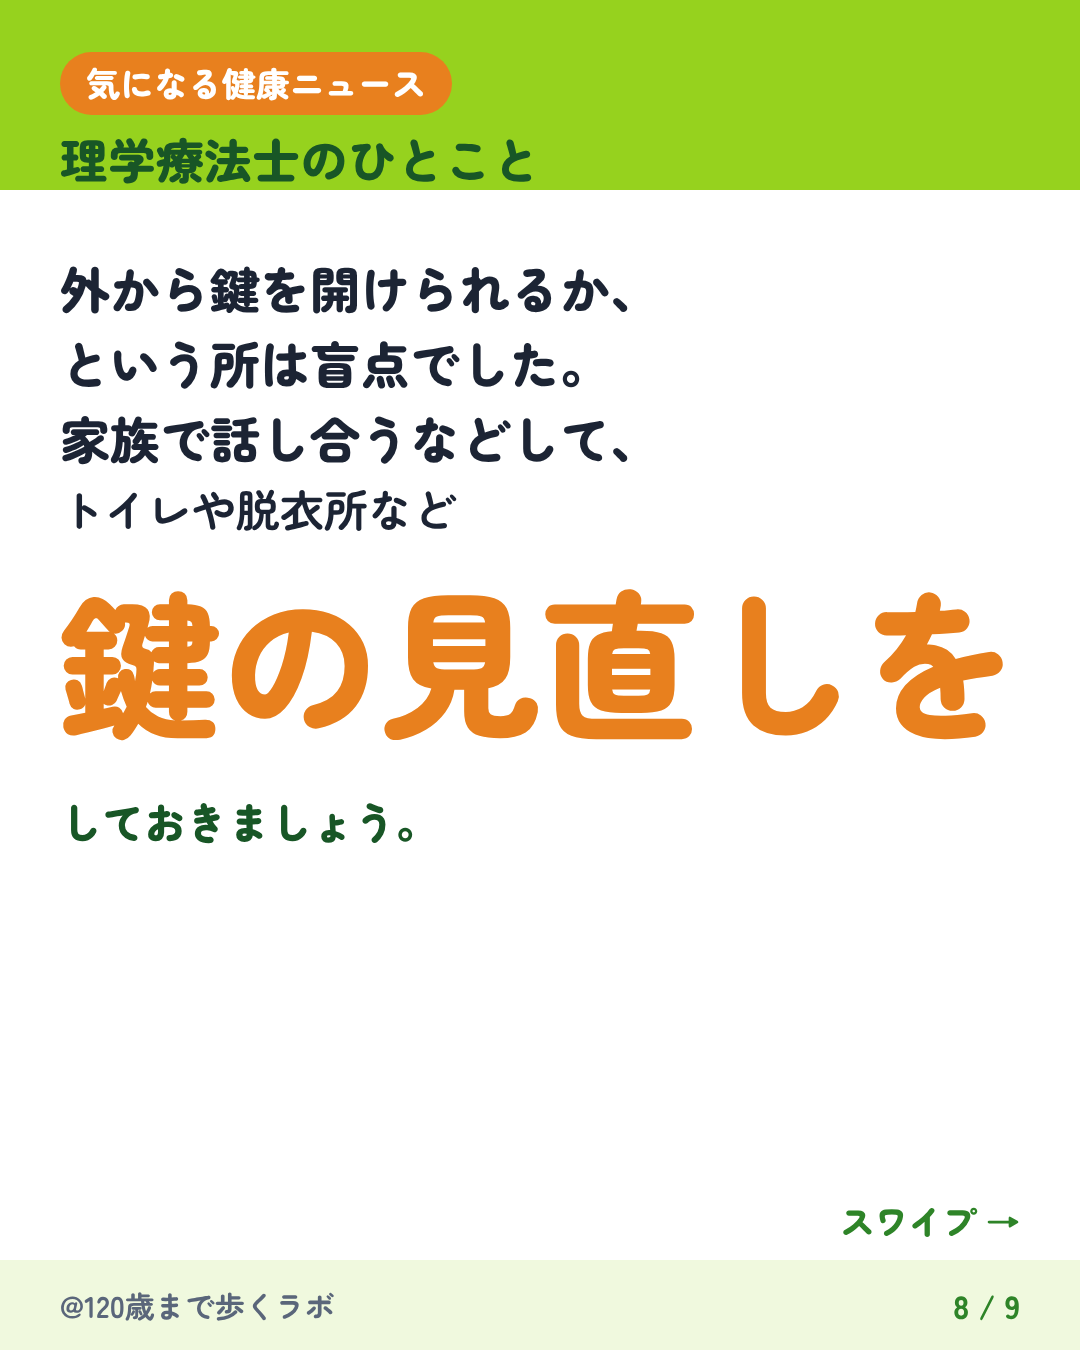 気になる健康ニュース
理学療法士のひとこと
外から鍵を開けられるか、
という所は盲点でした。
家族で話し合うなどして、
トイレや脱衣所など
鍵の見直しを
しておきましょう。
スワイプ →
@120歳まで歩くラボ
8 / 9